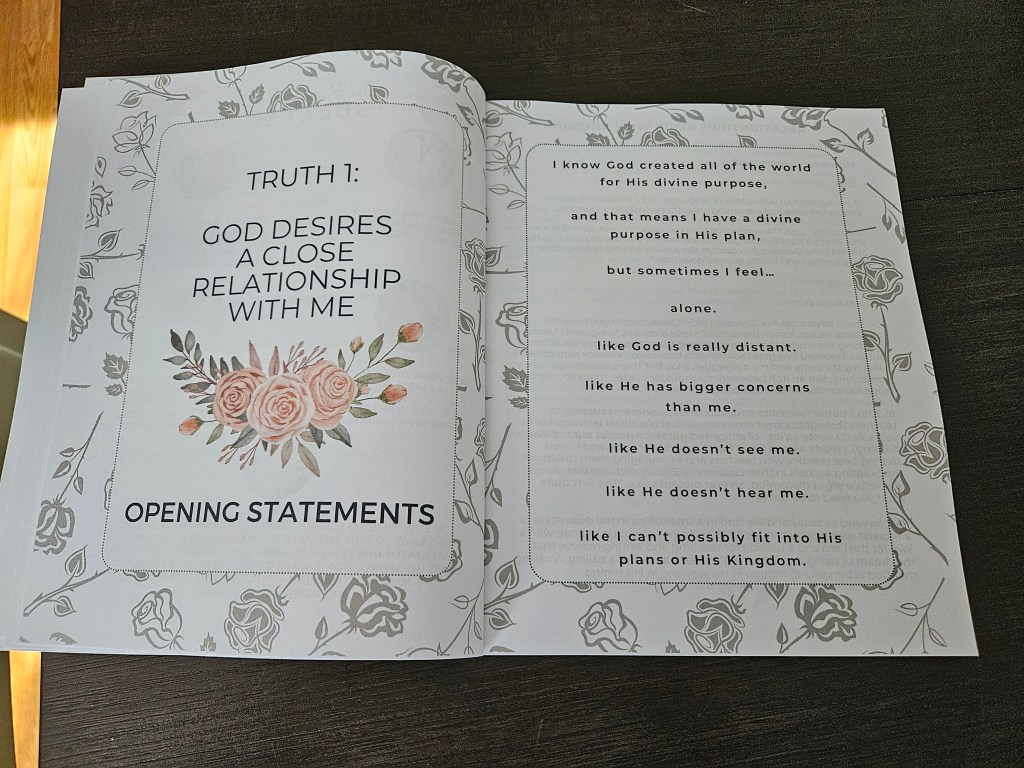 TRUTH 1:
GOD DESIRES
A CLOSE
RELATIONSHIP
WITH ME
OPENING STATEMENTS
I know God created all of the world
for His divine purpose,
and that means I have a divine
purpose in His plan,
but sometimes I feel…
alone.
like God is really distant.
like He has bigger concerns
than me.
like He doesn't see me.
like He doesn't hear me.
like I can't possibly fit into His
plans or His Kingdom.